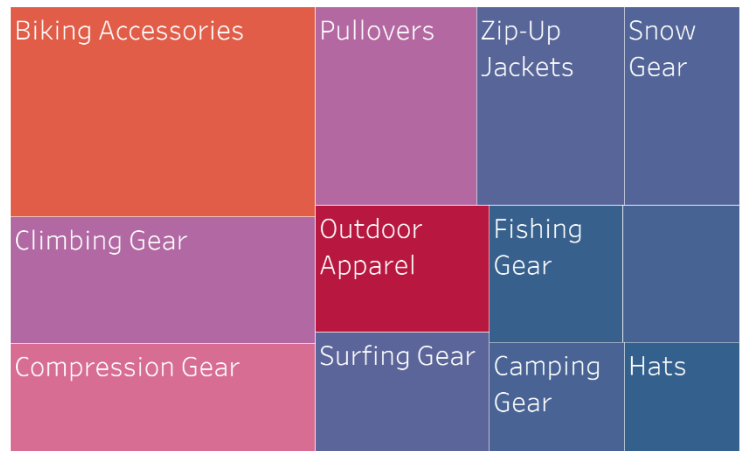 Biking Accessories
Pullovers
Zip-Up
Jackets
Snow
Gear
Climbing Gear
Outdoor
Apparel
Fishing
Gear
Compression Gear
Surfing Gear
Camping
Gear
Hats